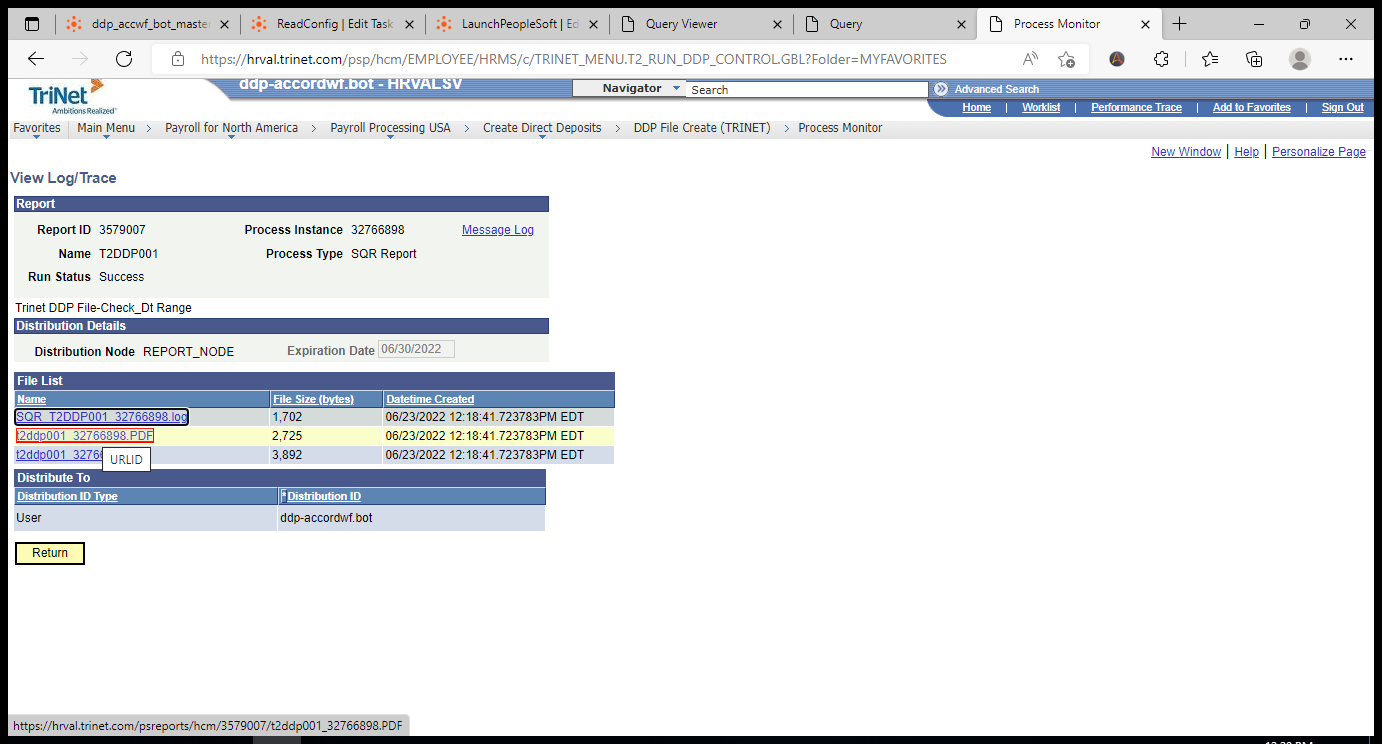 ddp_accwf_bot_master
ReadConfig | Edit Task
LaunchPeopleSoft | Ed
Query Viewer
Query
Process Monitor
https://hrval.trinet.com/psp/hcm/EMPLOYEE/HRMS/c/TRINET_MENU.T2_RUN_DDP_CONTROL.GBL?Folder=MYFAVORITES
TriNet
Ambitions Realized
ddp-accordwf.bot - HRVALSV
Navigator
Search
Advanced Search
Home | Worklist | Performance Trace | Add to Favorites | Sign Out
Favorites Main Menu > Payroll for North America > Payroll Processing USA > Create Direct Deposits > DDP File Create (TRINET) > Process Monitor
New Window | Help | Personalize Page
View Log/Trace
Report
Report ID 3579007 Process Instance 32766898 Message Log
Name T2DDP001 Process Type SQR Report
Run Status Success
Trinet DDP File-Check_Dt Range
Distribution Details
Distribution Node REPORT_NODE Expiration Date 06/30/2022
File List
Name File Size (bytes) Datetime Created
SQR_T2DDP001_32766898.log 1,702 06/23/2022 12:18:41.723783PM EDT
t2ddp001_32766898.PDF 2,725 06/23/2022 12:18:41.723783PM EDT
t2ddp001_3276 3,892 06/23/2022 12:18:41.723783PM EDT
URLID
Distribute To
Distribution ID Type *Distribution ID
User ddp-accordwf.bot
Return
https://hrval.trinet.com/psreports/hcm/3579007/t2ddp001_32766898.PDF